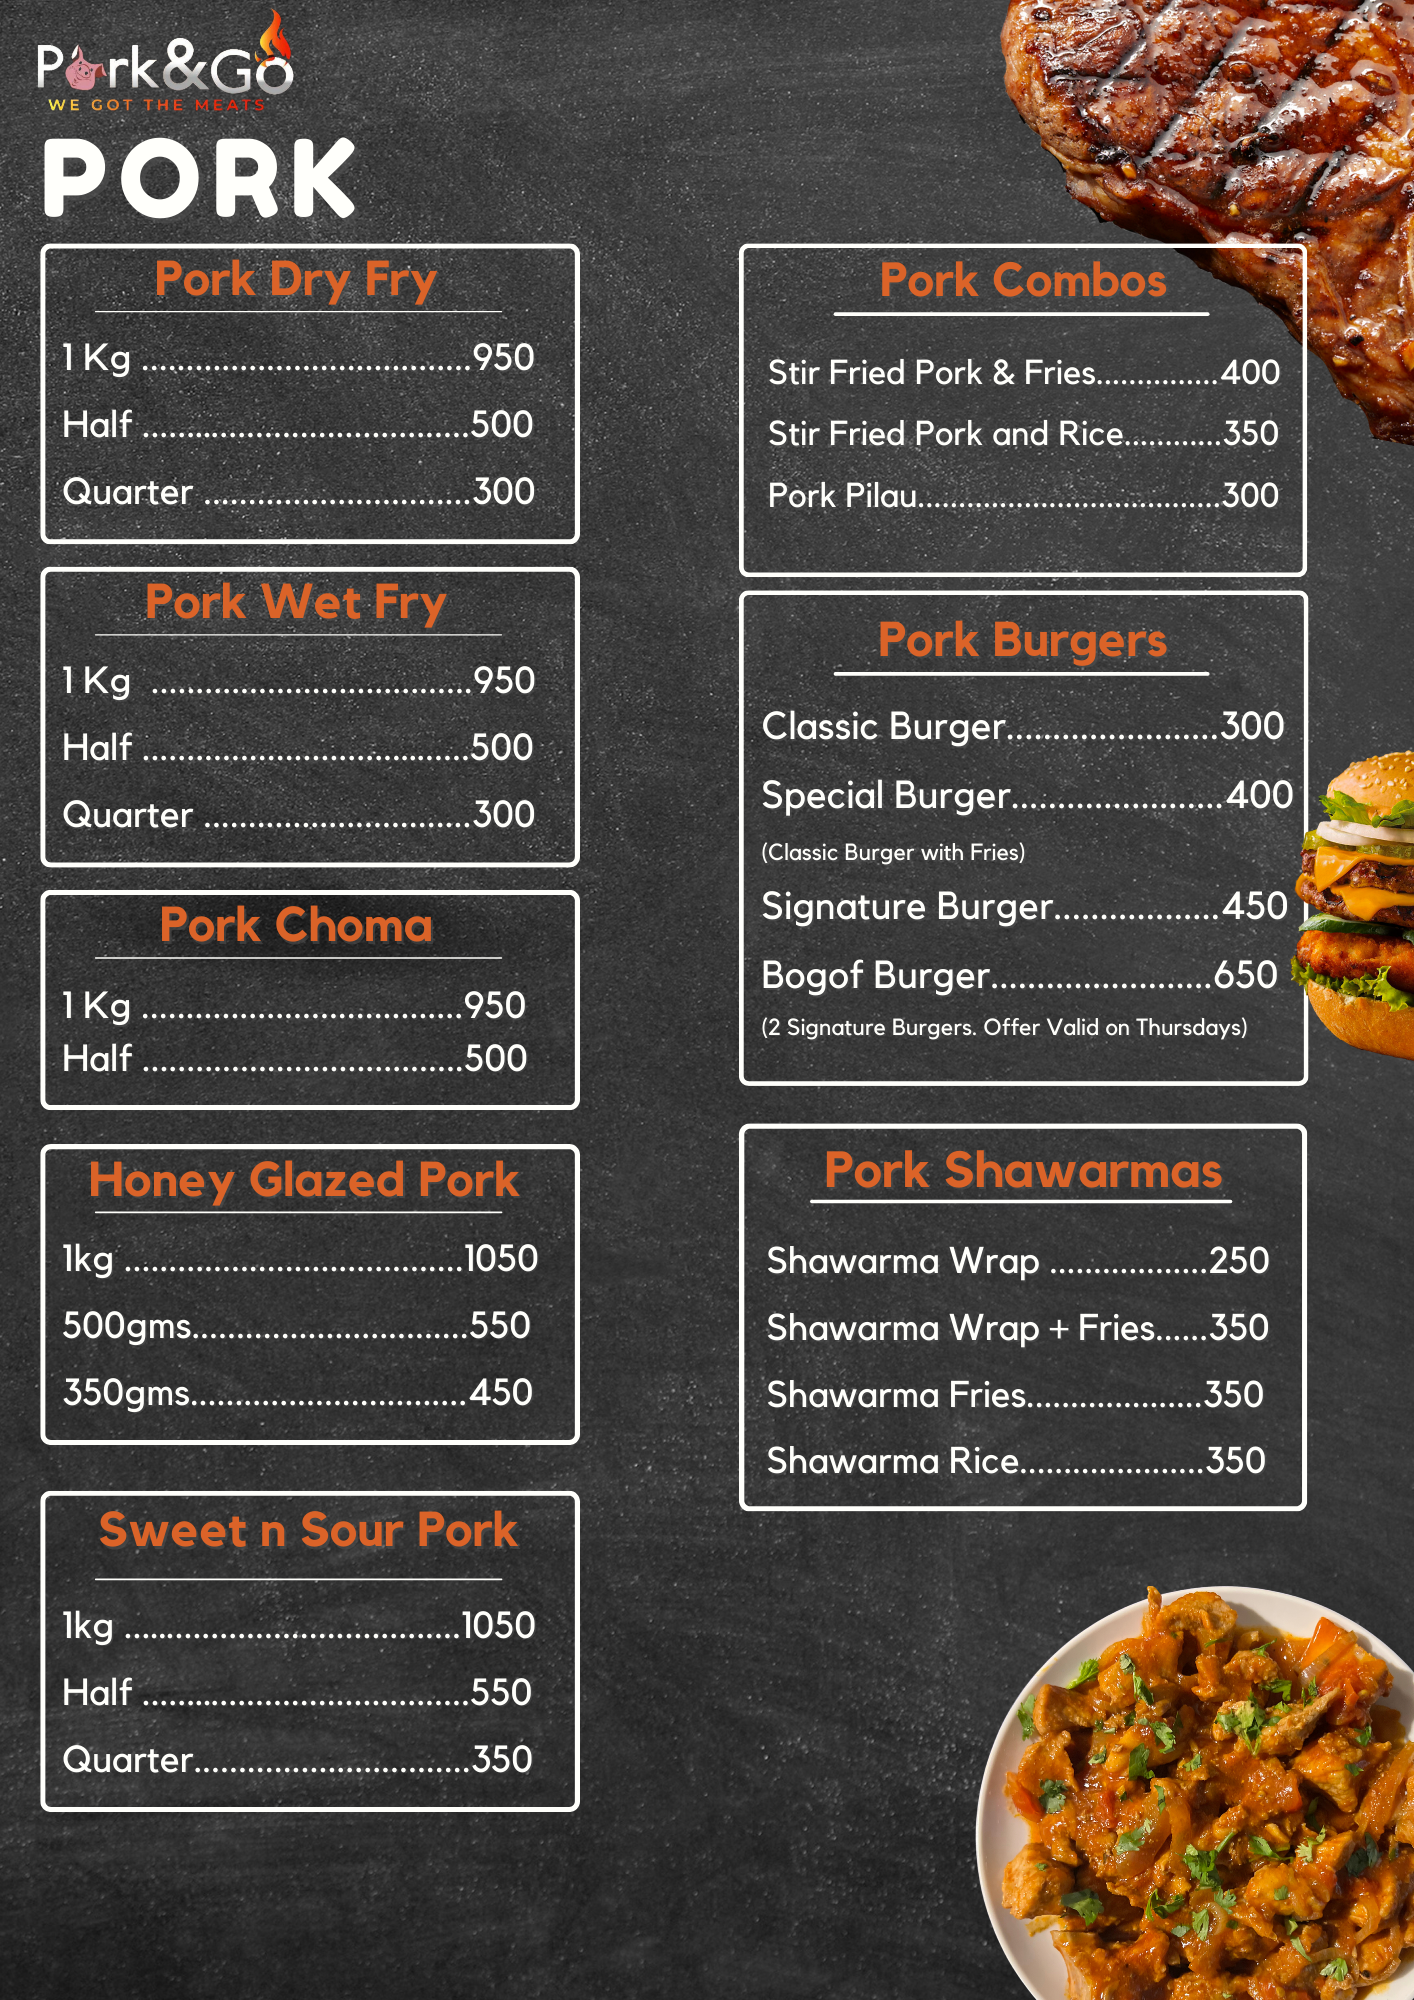 Pork&Go
WE GOT THE MEATS
PORK
Pork Dry Fry
1 Kg .....................................950
Half .....................................500
Quarter ..............................300
Pork Wet Fry
1 Kg ....................................950
Half .....................................500
Quarter ..............................300
Pork Choma
1 Kg ....................................950
Half ....................................500
Honey Glazed Pork
1kg ......................................1050
500gms...............................550
350gms...............................450
Sweet n Sour Pork
1kg ......................................1050
Half .....................................550
Quarter...............................350
Pork Combos
Stir Fried Pork & Fries...............400
Stir Fried Pork and Rice............350
Pork Pilau.....................................300
Pork Burgers
Classic Burger.......................300
Special Burger.......................400
(Classic Burger with Fries)
Signature Burger..................450
Bogof Burger........................650
(2 Signature Burgers. Offer Valid on Thursdays)
Pork Shawarmas
Shawarma Wrap ..................250
Shawarma Wrap + Fries......350
Shawarma Fries....................350
Shawarma Rice.....................350